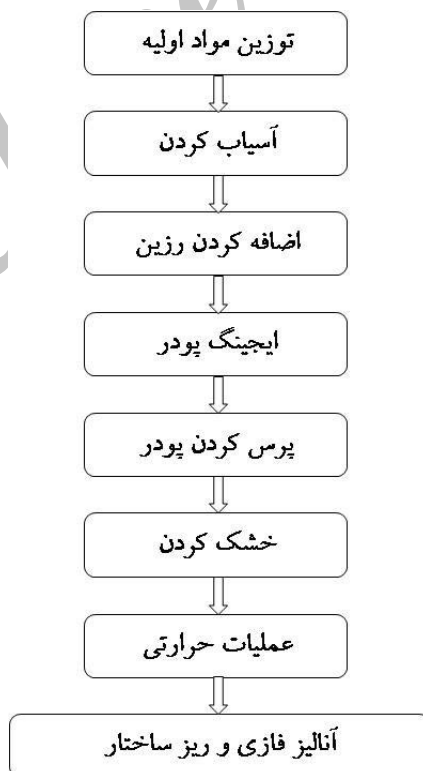 توزین مواد اولیه
آسیاب کردن
اضافه کردن رزین
ایجینگ پودر
پرس کردن پودر
خشک کردن
عملیات حرارتی
آنالیز فازی و ریز ساختار